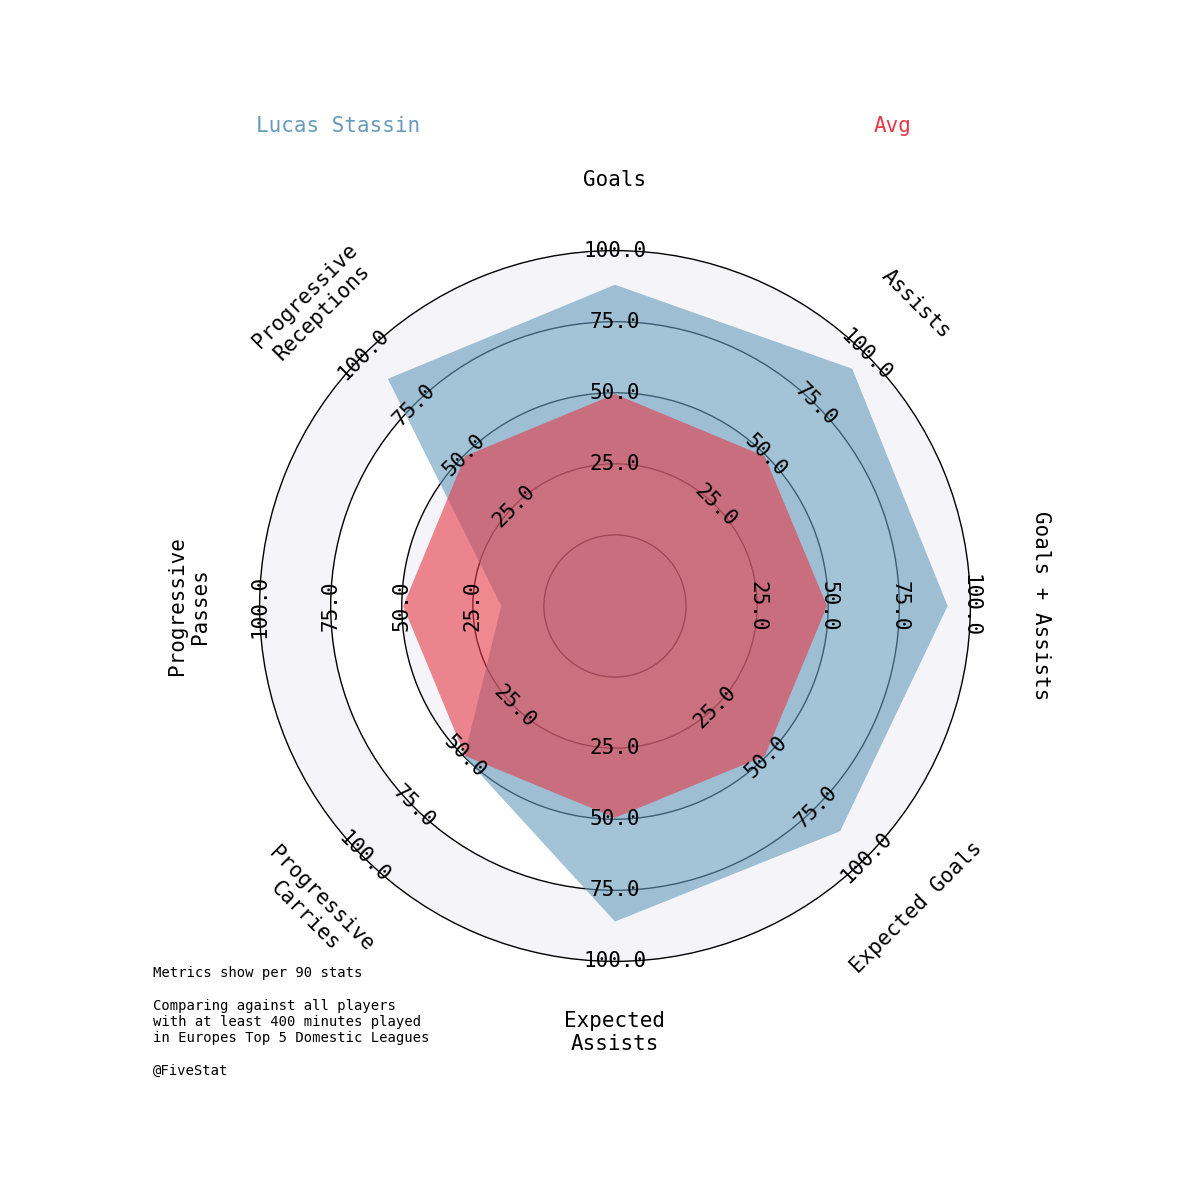 Lucas Stassin
Avg
Goals
Assists
Goals + Assists
Expected Goals
Expected
Assists
Progressive
Carries
Progressive
Passes
Progressive
Receptions
25.0
50.0
75.0
100.0
25.0
50.0
75.0
100.0
25.0
50.0
75.0
100.0
25.0
50.0
75.0
100.0
25.0
50.0
75.0
100.0
25.0
50.0
75.0
100.0
25.0
50.0
75.0
100.0
25.0
50.0
75.0
100.0
Metrics show per 90 stats
Comparing against all players
with at least 400 minutes played
in Europes Top 5 Domestic Leagues
@FiveStat